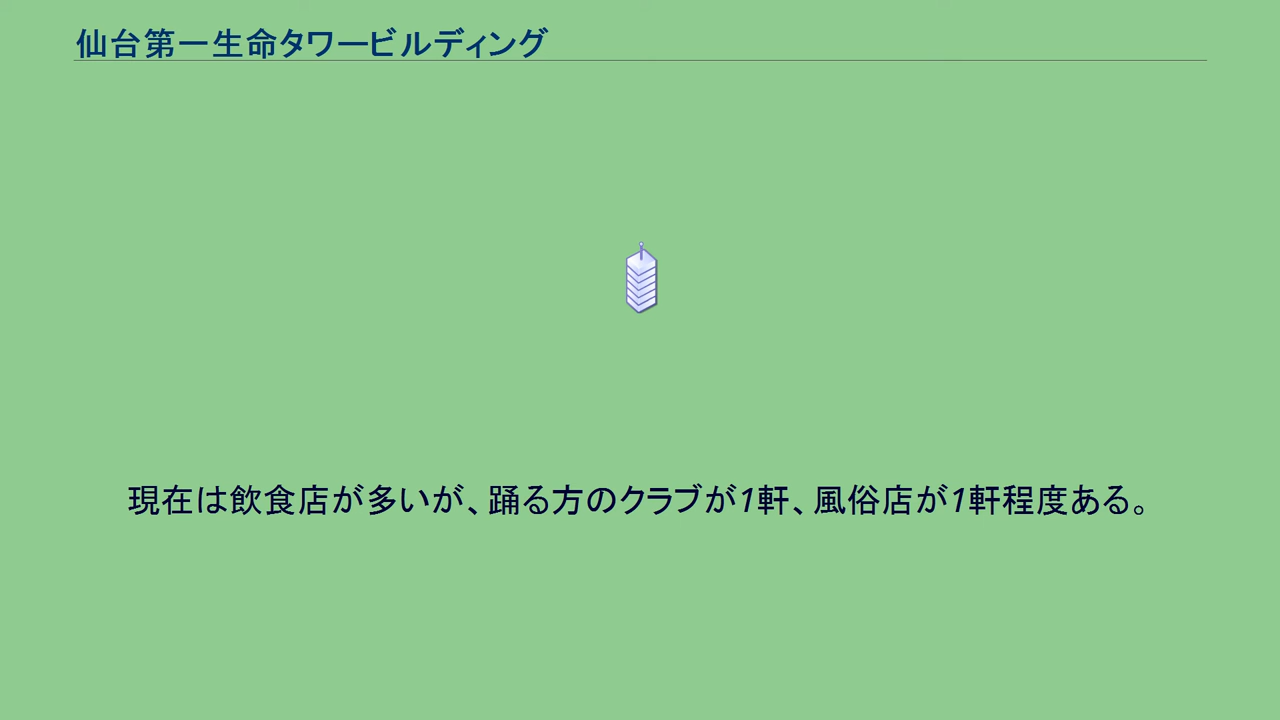 仙台第一生命タワービルディング
現在は飲食店が多いが、踊る方のクラブが1軒、風俗店が1軒程度ある。